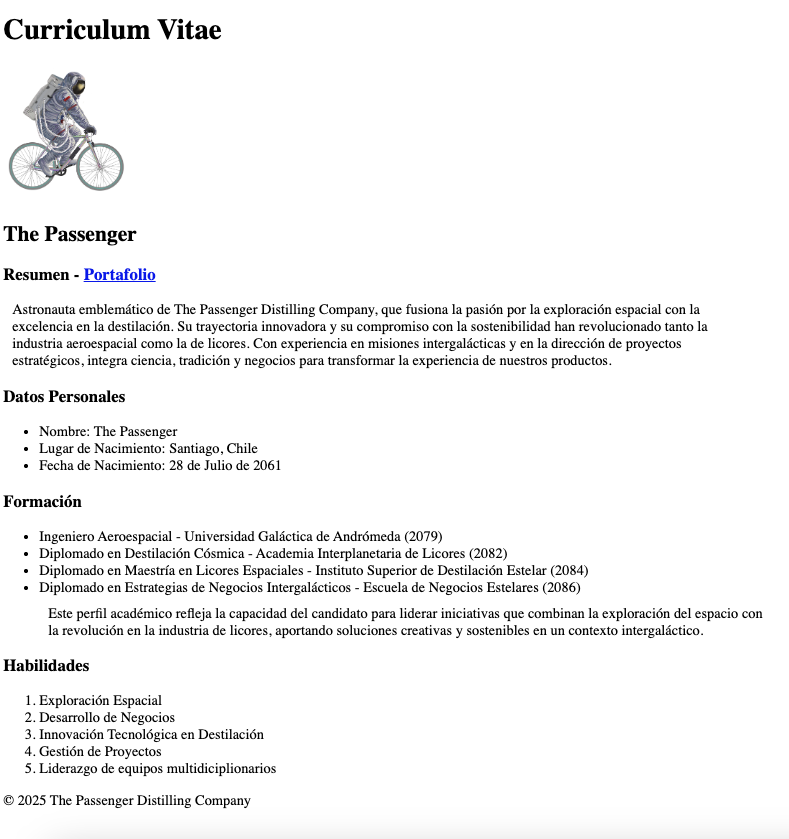 Curriculum Vitae
The Passenger
Resumen - Portafolio
Astronauta emblemático de The Passenger Distilling Company, que fusiona la pasión por la exploración espacial con la
excelencia en la destilación. Su trayectoria innovadora y su compromiso con la sostenibilidad han revolucionado tanto la
industria aeroespacial como la de licores. Con experiencia en misiones intergalácticas y en la dirección de proyectos
estratégicos, integra ciencia, tradición y negocios para transformar la experiencia de nuestros productos.
Datos Personales
• Nombre: The Passenger
• Lugar de Nacimiento: Santiago, Chile
• Fecha de Nacimiento: 28 de Julio de 2061
Formación
• Ingeniero Aeroespacial - Universidad Galáctica de Andrómeda (2079)
• Diplomado en Destilación Cósmica - Academia Interplanetaria de Licores (2082)
• Diplomado en Maestría en Licores Espaciales - Instituto Superior de Destilación Estelar (2084)
• Diplomado en Estrategias de Negocios Intergalácticos - Escuela de Negocios Estelares (2086)
Este perfil académico refleja la capacidad del candidato para liderar iniciativas que combinan la exploración del espacio con
la revolución en la industria de licores, aportando soluciones creativas y sostenibles en un contexto intergaláctico.
Habilidades
1. Exploración Espacial
2. Desarrollo de Negocios
3. Innovación Tecnológica en Destilación
4. Gestión de Proyectos
5. Liderazgo de equipos multidiciplionarios
© 2025 The Passenger Distilling Company